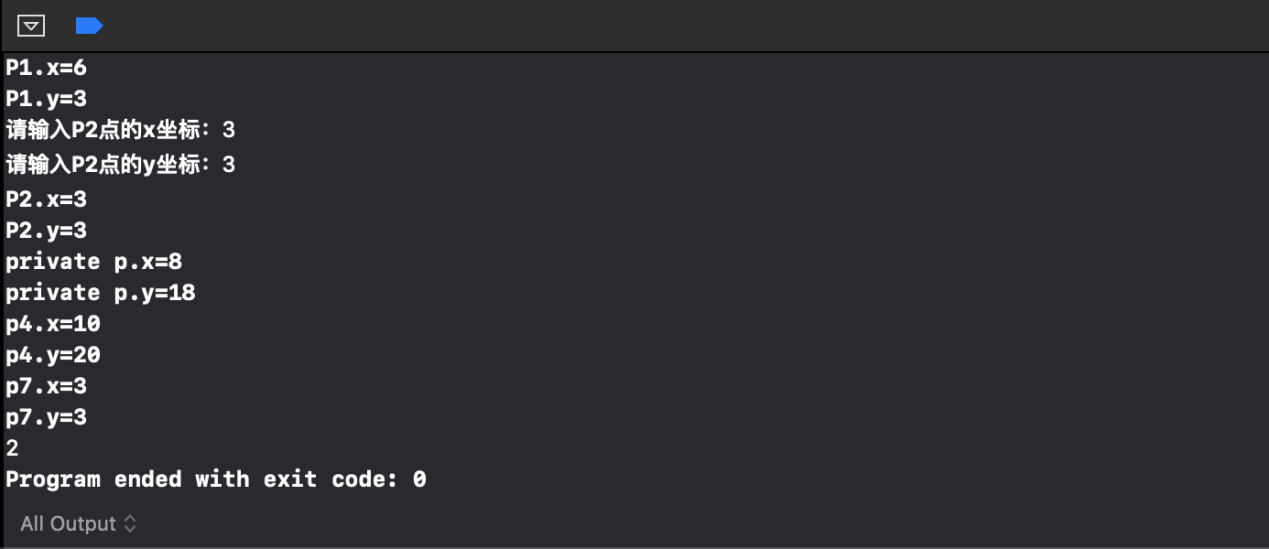 P1.x=6
P1.y=3
请输入P2点的x坐标：3
请输入P2点的y坐标：3
P2.x=3
P2.y=3
private p.x=8
private p.y=18
p4.x=10
p4.y=20
p7.x=3
p7.y=3
2
Program ended with exit code: 0
All Output